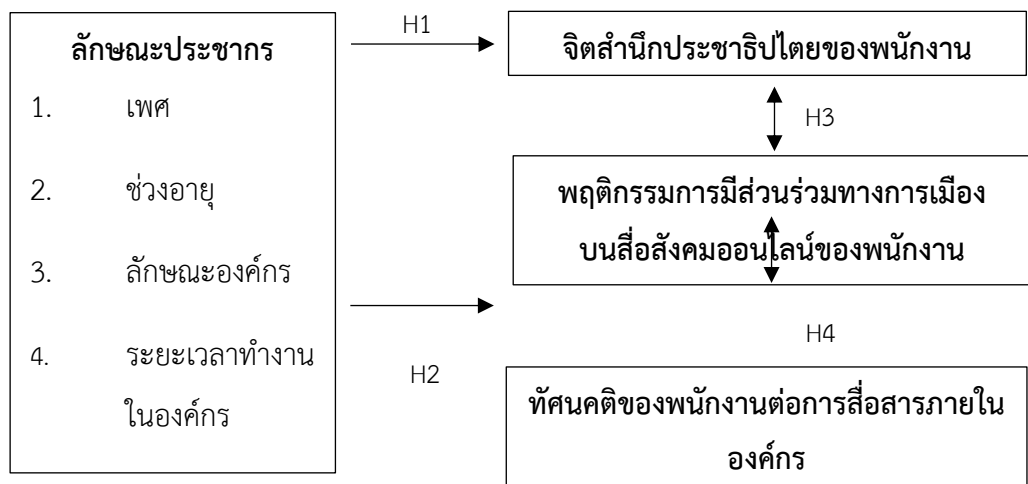 ลักษณะประชากร
1. เพศ
2. ช่วงอายุ
3. ลักษณะองค์กร
4. ระยะเวลาทำงาน
ในองค์กร
H1
H2
จิตสำนึกประชาธิปไตยของพนักงาน
H3
พฤติกรรมการมีส่วนร่วมทางการเมือง
บนสื่อสังคมออนไลน์ของพนักงาน
H4
ทัศนคติของพนักงานต่อการสื่อสารภายใน
องค์กร